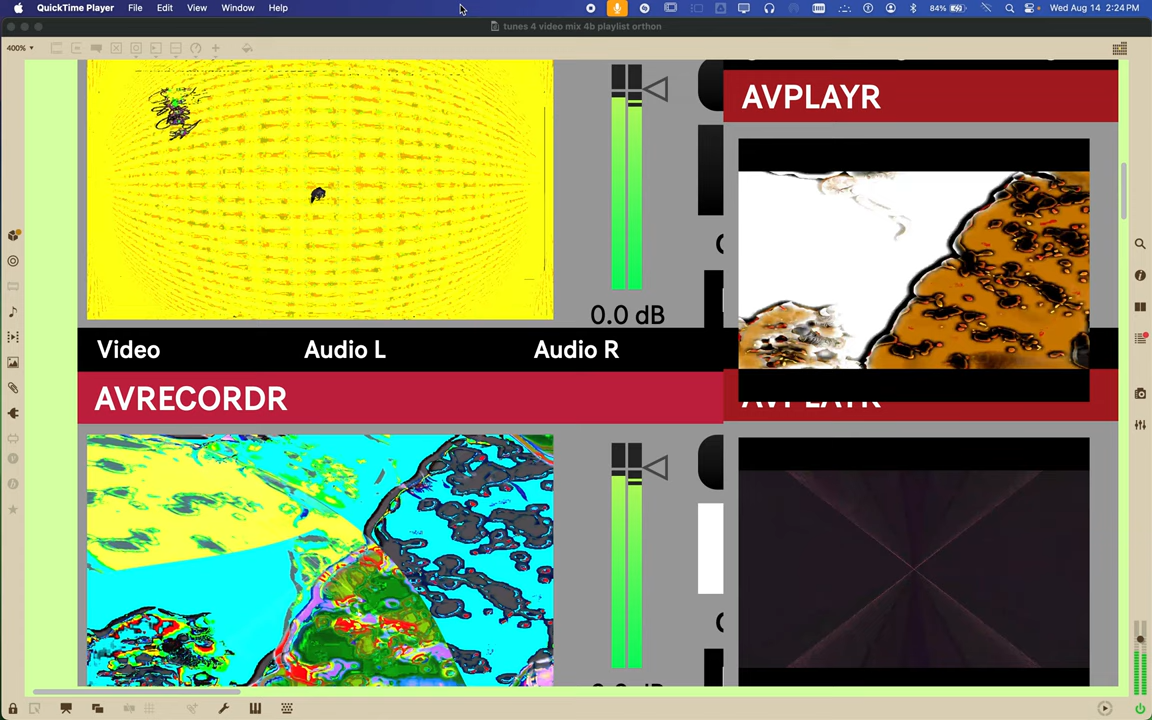 QuickTime Player File Edit View Window Help 84% Wed Aug 14 2:24 PM
tunes 4 video mix 4b playlist orthon
400%
AVPLAYR
0.0 dB
Video Audio L Audio R
AVRECORDR